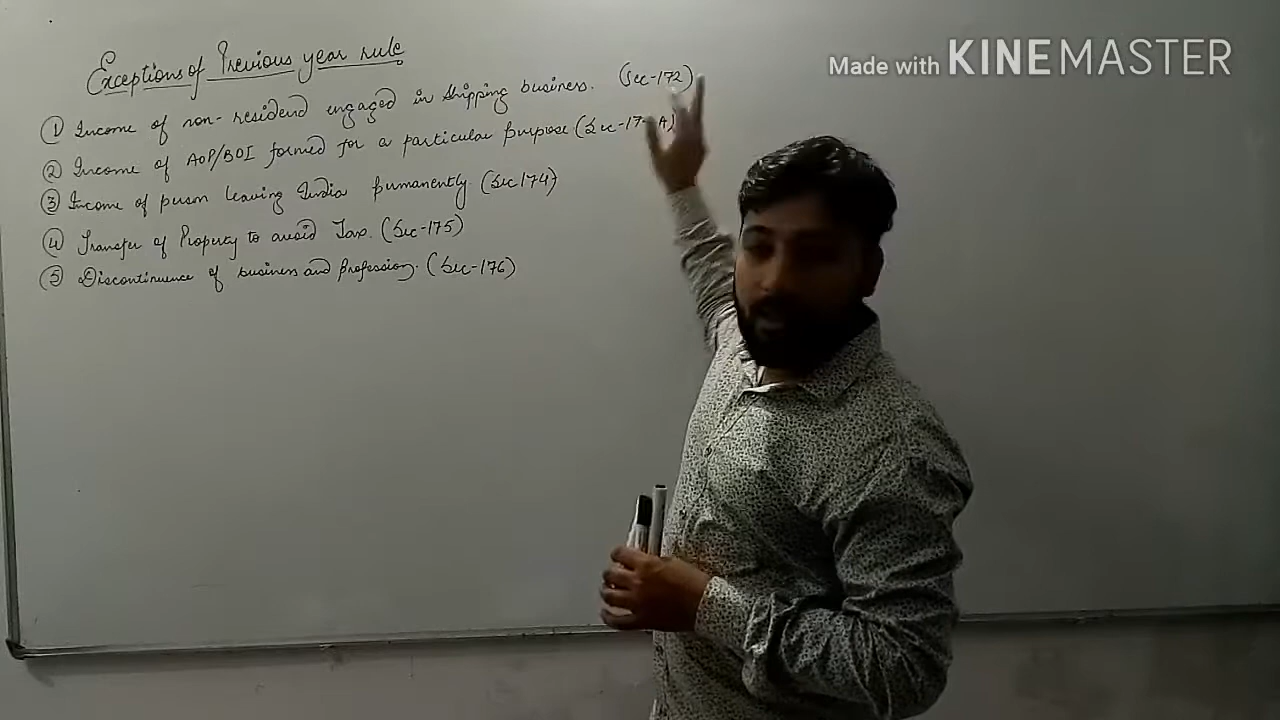 Exceptions of Previous year rule
① Income of non-resident engaged in shipping business. (Sec-172)
② Income of AOP/BOI formed for a particular purpose (Sec-17 A)
③ Income of person leaving India permanently (Sec 174)
④ Transfer of Property to avoid Tax. (Sec-175)
⑤ Discontinuence of business and profession. (Sec-176)
Made with KINEMASTER